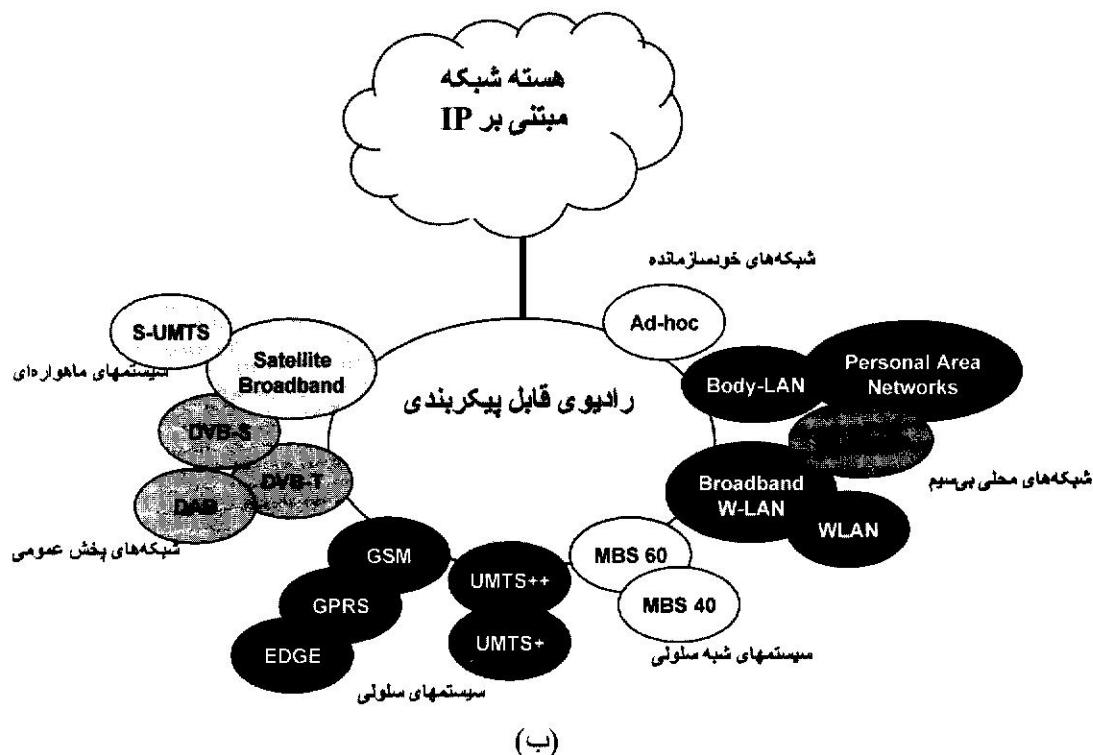 هسته شبکه
مبتنی بر IP
شبکه‌های خودسازمانده
Ad-hoc
S-UMTS
Satellite
Broadband
سیستمهای ماهواره‌ای
رادیوی قابل پیکربندی
Body-LAN
Personal Area
Networks
DVB-S
DVB-T
DAB
شبکه‌های پخش عمومی
Broadband
W-LAN
شبکه‌های محلی بی‌سیم
WLAN
GSM
GPRS
EDGE
UMTS++
UMTS+
سیستمهای سلولی
MBS 60
MBS 40
سیستمهای شبه سلولی
(ب)